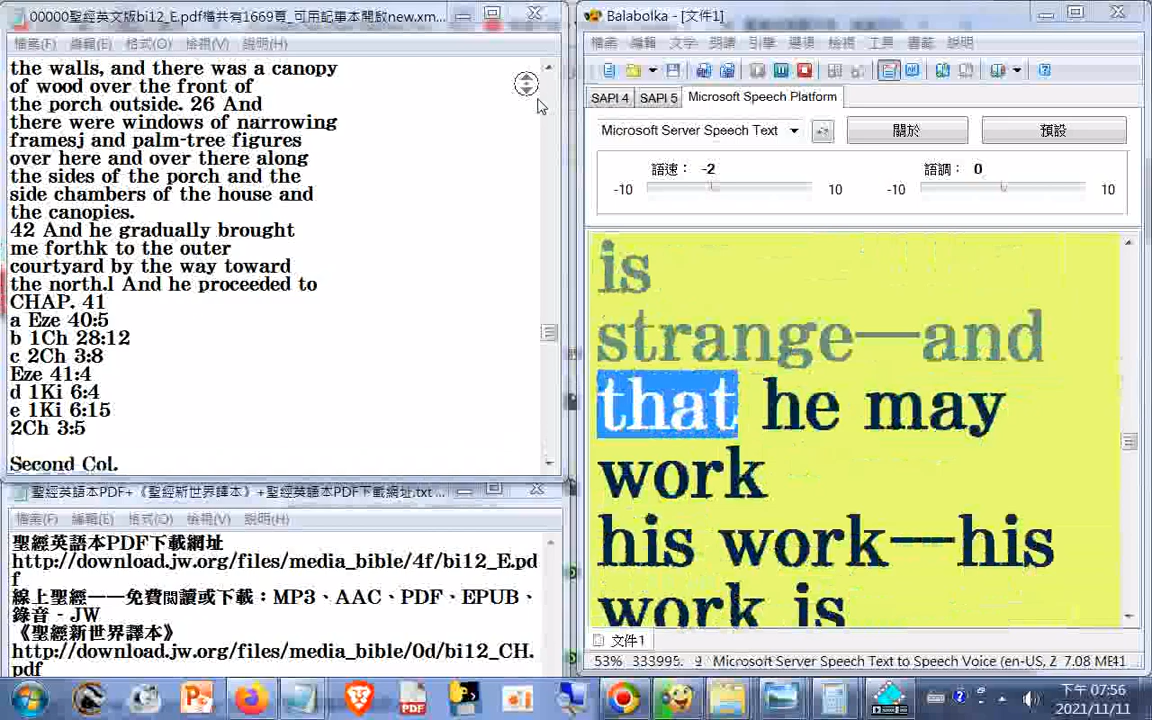 00000聖經英文版bi12_E.pdf檔共有1669頁_可用記事本開啟new.xm...
檔案(F) 編輯(E) 格式(O) 檢視(V) 說明(H)
the walls, and there was a canopy
of wood over the front of
the porch outside. 26 And
there were windows of narrowing
framesj and palm-tree figures
over here and over there along
the sides of the porch and the
side chambers of the house and
the canopies.
42 And he gradually brought
me forthk to the outer
courtyard by the way toward
the north.l And he proceeded to
CHAP. 41
a Eze 40:5
b 1Ch 28:12
c 2Ch 3:8
Eze 41:4
d 1Ki 6:4
e 1Ki 6:15
2Ch 3:5
Second Col.
聖經英語本PDF+《聖經新世界譯本》+聖經英語本PDF下載網址.txt ...
檔案(F) 編輯(E) 格式(O) 檢視(V) 說明(H)
聖經英語本PDF下載網址
http://download.jw.org/files/media_bible/4f/bi12_E.pd
f
線上聖經——免費閱讀或下載：MP3、AAC、PDF、EPUB、
錄音 - JW
《聖經新世界譯本》
http://download.jw.org/files/media_bible/0d/bi12_CH.
pdf
Balabolka - [文件1]
檔案 編輯 文字 朗讀 引擎 選項 檢視 工具 書籤 說明
SAPI 4 SAPI 5 Microsoft Speech Platform
Microsoft Server Speech Text 關於 預設
語速： -2 語調： 0
-10 10 -10 10
is
strange—and
that he may
work
his work—his
work is
文件1
53% 333995. Microsoft Server Speech Text to Speech Voice (en-US, Z 7.08 ME41
PDF
下午 07:56
2021/11/11